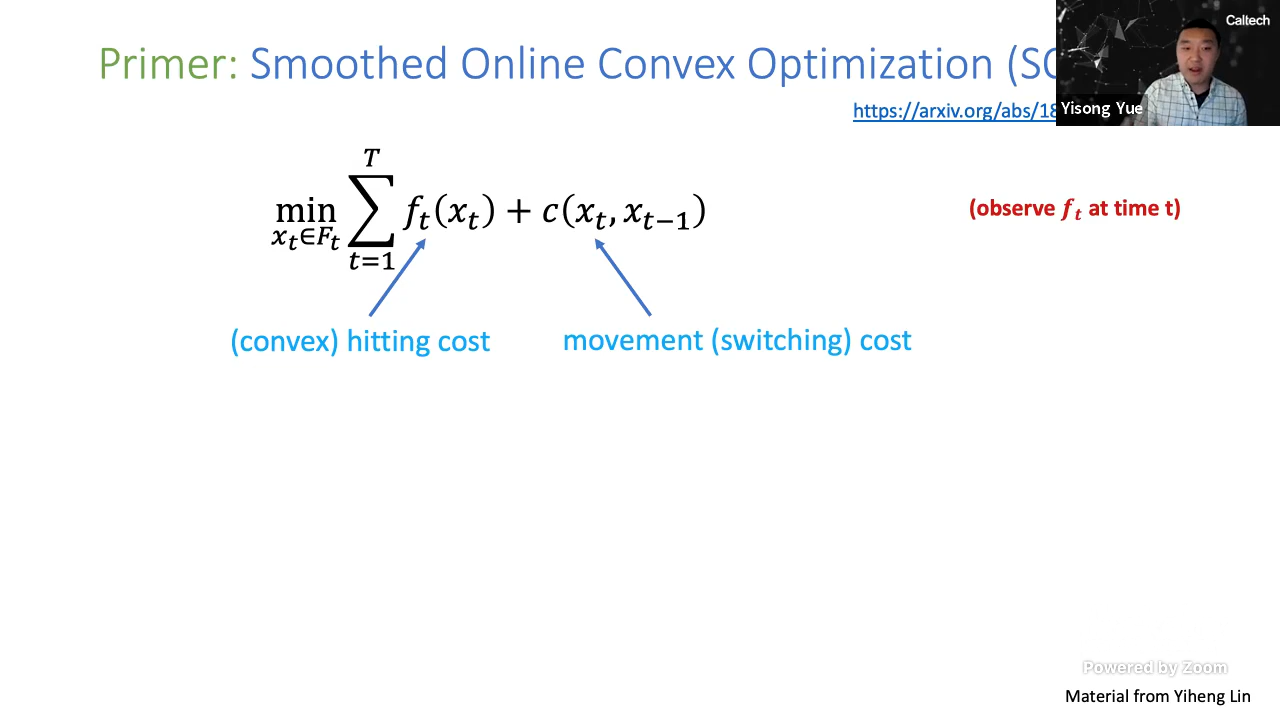 Primer: Smoothed Online Convex Optimization (SO
Caltech
https://arxiv.org/abs/18
Yisong Yue
min_{x_t∈F_t} ∑_{t=1}^{T} f_t(x_t) + c(x_t, x_{t−1})
(observe f_t at time t)
(convex) hitting cost
movement (switching) cost
Powered by Zoom
Material from Yiheng Lin